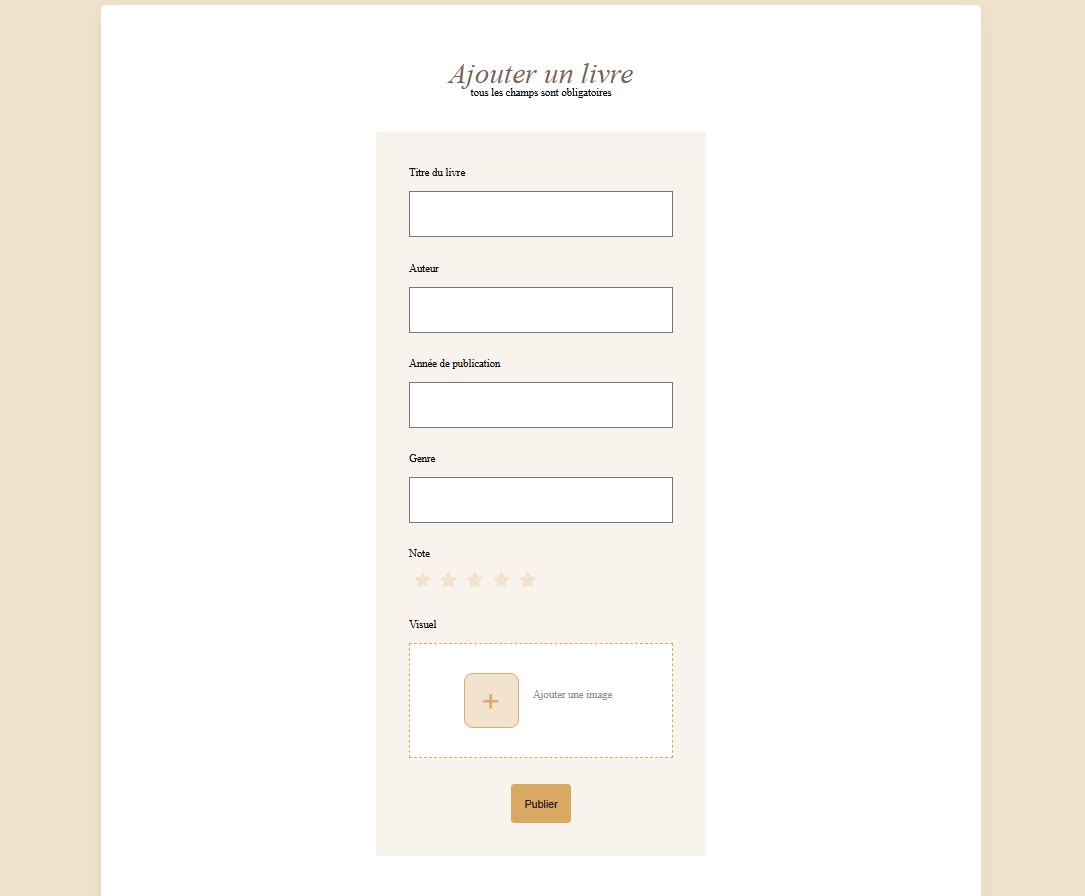 Ajouter un livre
tous les champs sont obligatoires
Titre du livre
Auteur
Année de publication
Genre
Note
Visuel
+
Ajouter une image
Publier